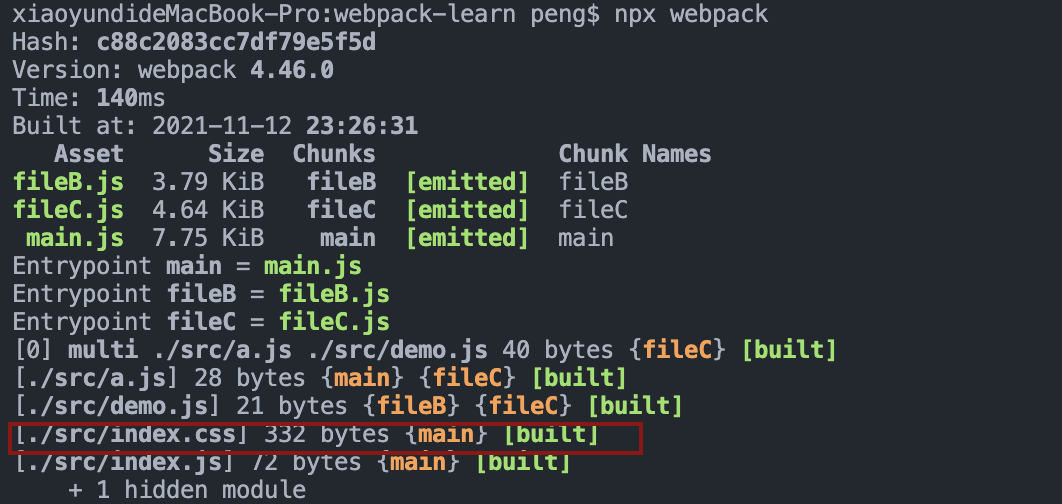 xiaoyundideMacBook-Pro:webpack-learn peng$ npx webpack
Hash: c88c2083cc7df79e5f5d
Version: webpack 4.46.0
Time: 140ms
Built at: 2021-11-12 23:26:31
Asset Size Chunks Chunk Names
fileB.js 3.79 KiB fileB [emitted] fileB
fileC.js 4.64 KiB fileC [emitted] fileC
main.js 7.75 KiB main [emitted] main
Entrypoint main = main.js
Entrypoint fileB = fileB.js
Entrypoint fileC = fileC.js
[0] multi ./src/a.js ./src/demo.js 40 bytes {fileC} [built]
[./src/a.js] 28 bytes {main} {fileC} [built]
[./src/demo.js] 21 bytes {fileB} {fileC} [built]
[./src/index.css] 332 bytes {main} [built]
[./src/index.js] 72 bytes {main} [built]
+ 1 hidden module